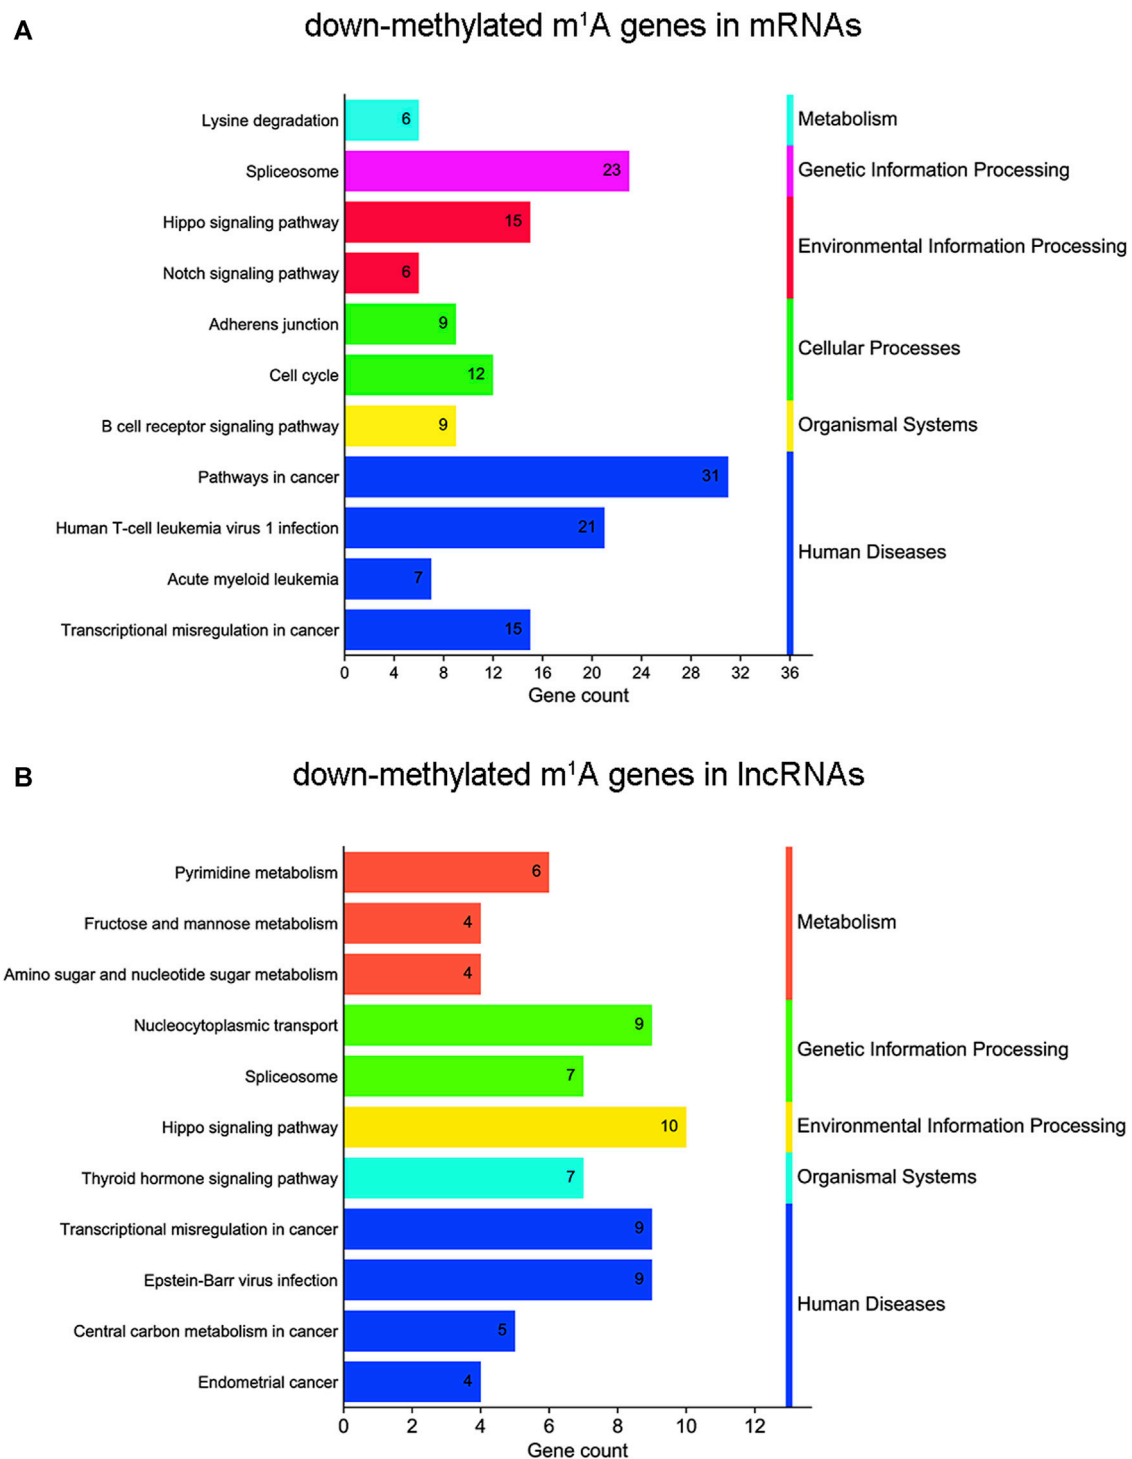 A
down-methylated m¹A genes in mRNAs
Lysine degradation 6 Metabolism
Spliceosome 23 Genetic Information Processing
Hippo signaling pathway 15
Environmental Information Processing
Notch signaling pathway 6
Adherens junction 9
Cellular Processes
Cell cycle 12
B cell receptor signaling pathway 9 Organismal Systems
Pathways in cancer 31
Human T-cell leukemia virus 1 infection 21
Human Diseases
Acute myeloid leukemia 7
Transcriptional misregulation in cancer 15
0 4 8 12 16 20 24 28 32 36
Gene count
B
down-methylated m¹A genes in lncRNAs
Pyrimidine metabolism 6
Fructose and mannose metabolism 4 Metabolism
Amino sugar and nucleotide sugar metabolism 4
Nucleocytoplasmic transport 9
Genetic Information Processing
Spliceosome 7
Hippo signaling pathway 10 Environmental Information Processing
Thyroid hormone signaling pathway 7 Organismal Systems
Transcriptional misregulation in cancer 9
Epstein-Barr virus infection 9
Human Diseases
Central carbon metabolism in cancer 5
Endometrial cancer 4
0 2 4 6 8 10 12
Gene count